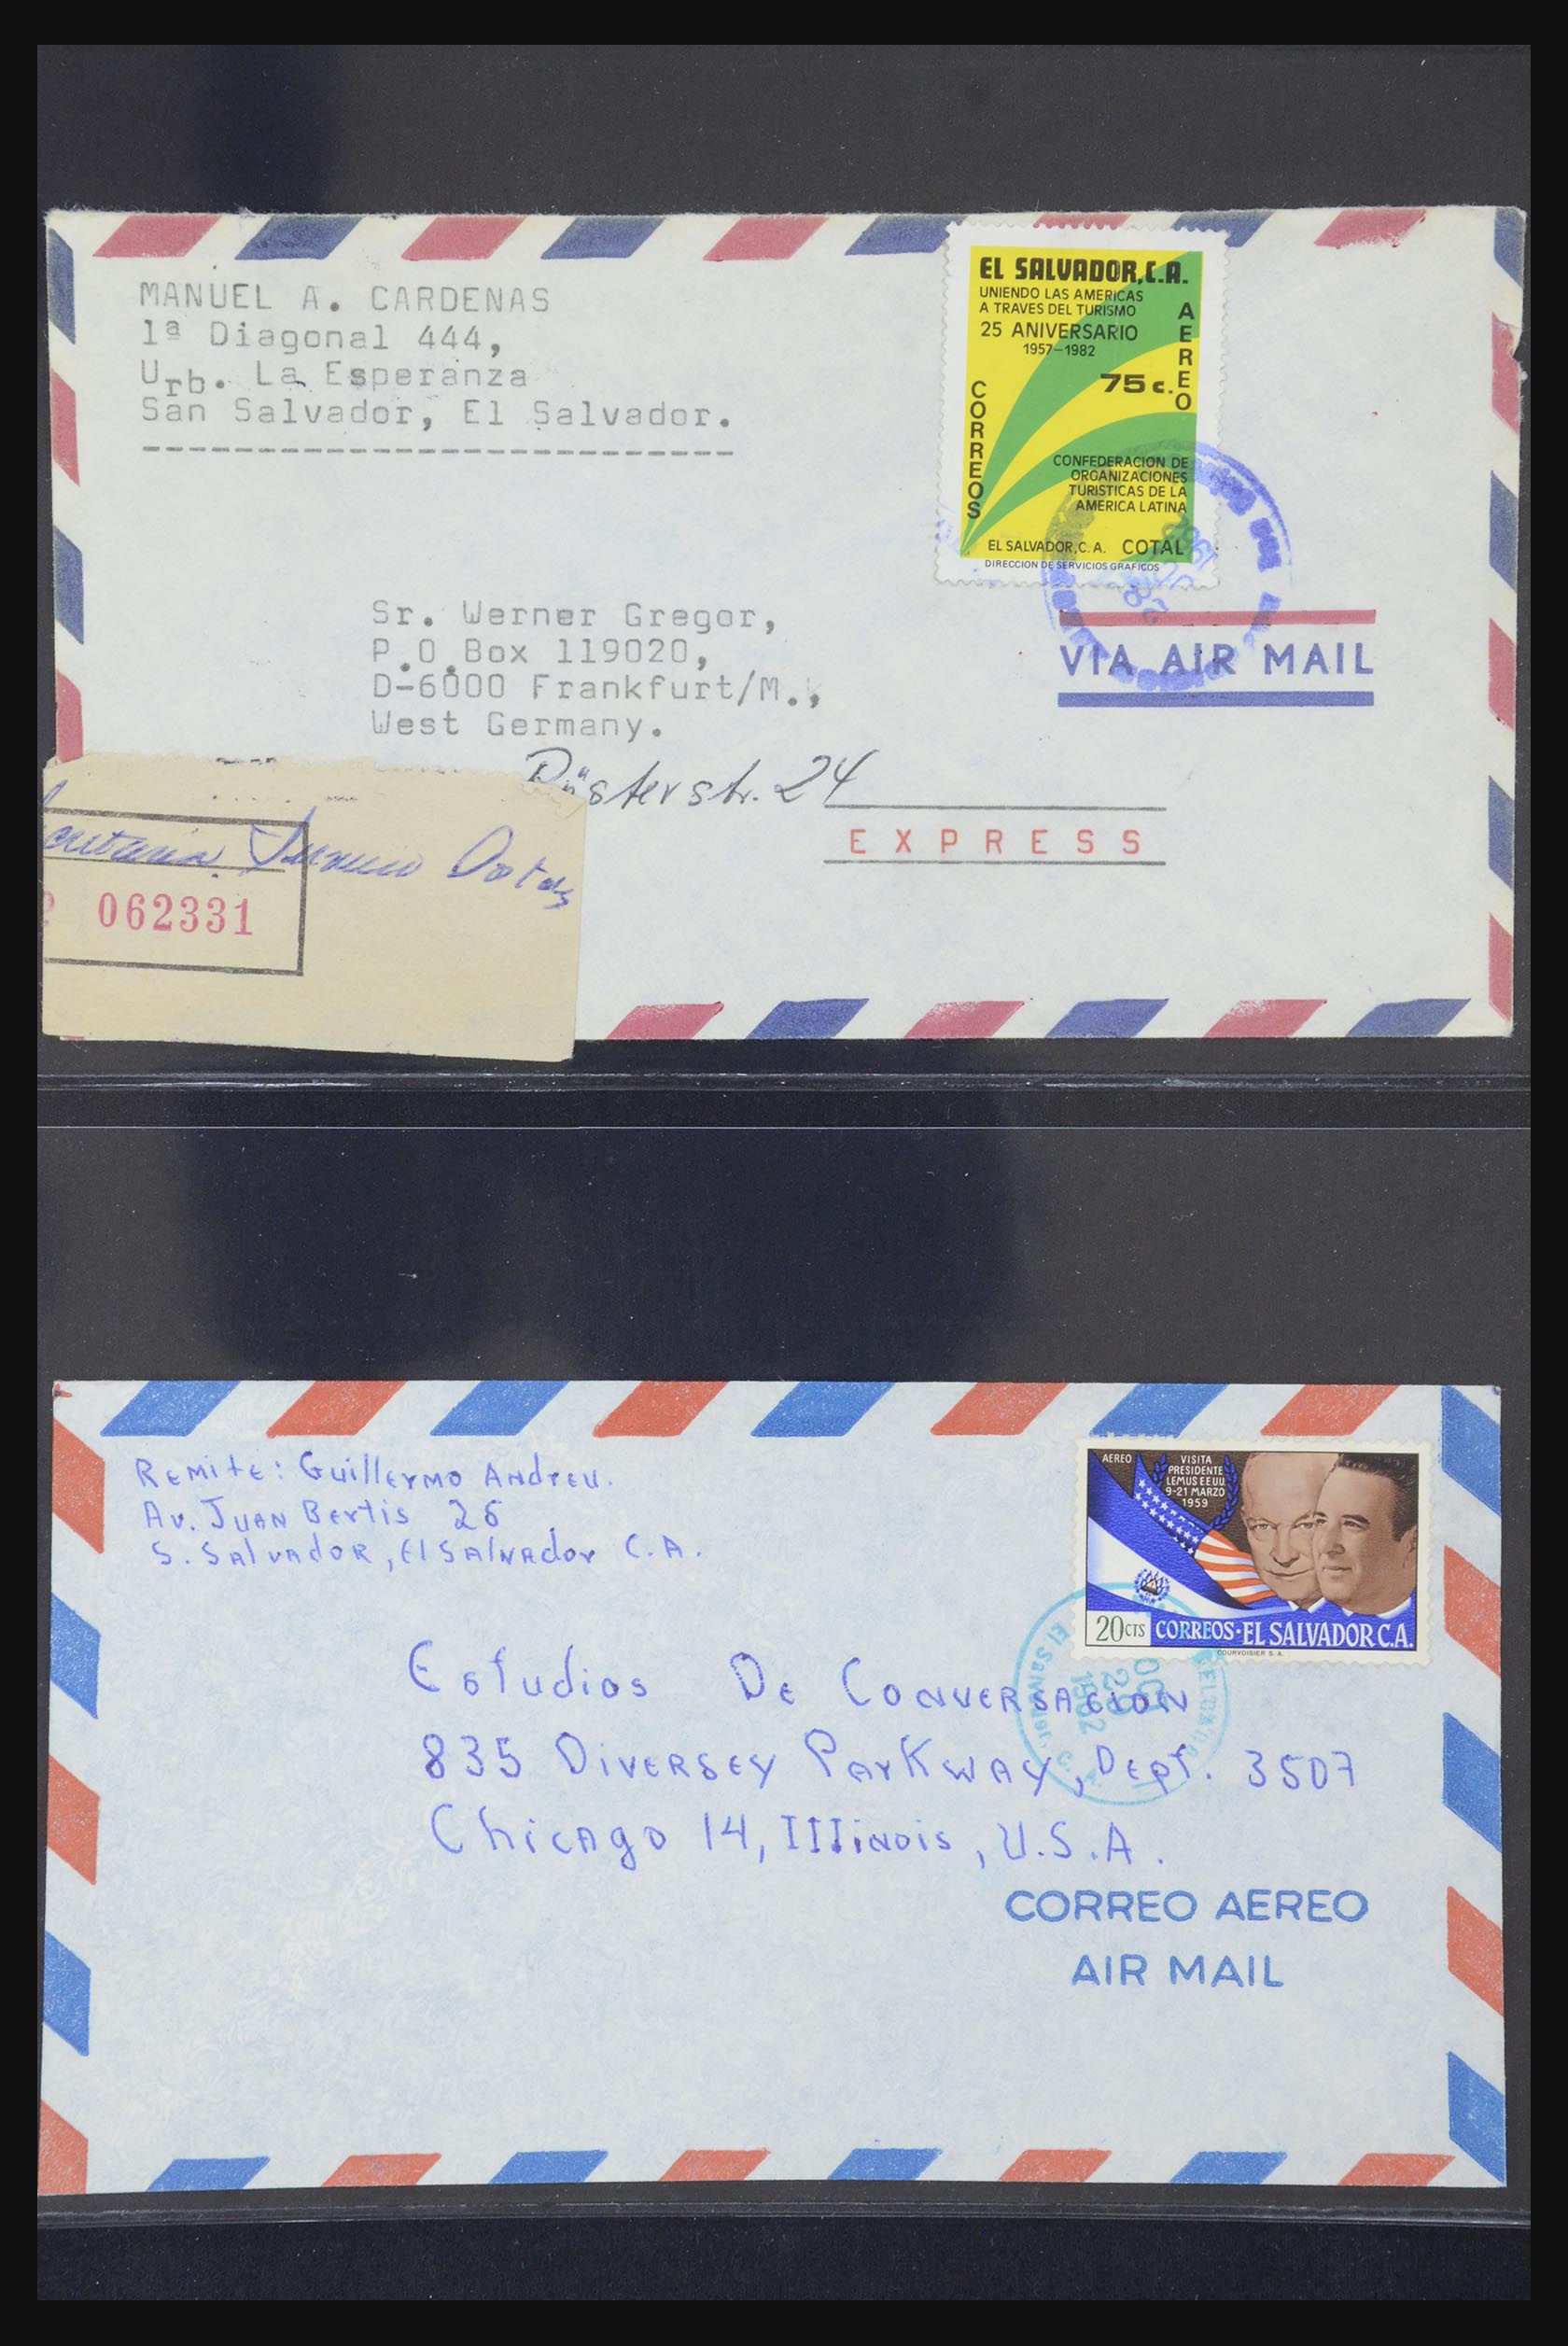 MANUEL A. CARDENAS
1ª Diagonal 444,
Urb. La Esperanza
San Salvador, El Salvador.
EL SALVADOR, C.A.
UNIENDO LAS AMERICAS
A TRAVES DEL TURISMO
25 ANIVERSARIO
1957-1982
75 c.
AEREO
CORREOS
CONFEDERACION DE
ORGANIZACIONES
TURISTICAS DE LA
AMERICA LATINA
EL SALVADOR, C.A. COTAL
DIRECCION DE SERVICIOS GRAFICOS
Sr. Werner Gregor,
P.O.Box 119020,
D-6000 Frankfurt/M.,
West Germany.
VIA AIR MAIL
24
EXPRESS
062331
Remite: Guillermo Andreu.
Av. Juan Bertis 26
S. Salvador, El Salvador C.A.
AEREO
VISITA
PRESIDENTE
LEMUS EEUU
9-21 MARZO
1959
20 CTS CORREOS-EL SALVADOR C.A.
COURVOISIER S.A.
Estudios De Conversacion
835 Diversey Parkway, Dept. 3507
Chicago 14, Illinois, U.S.A.
CORREO AEREO
AIR MAIL